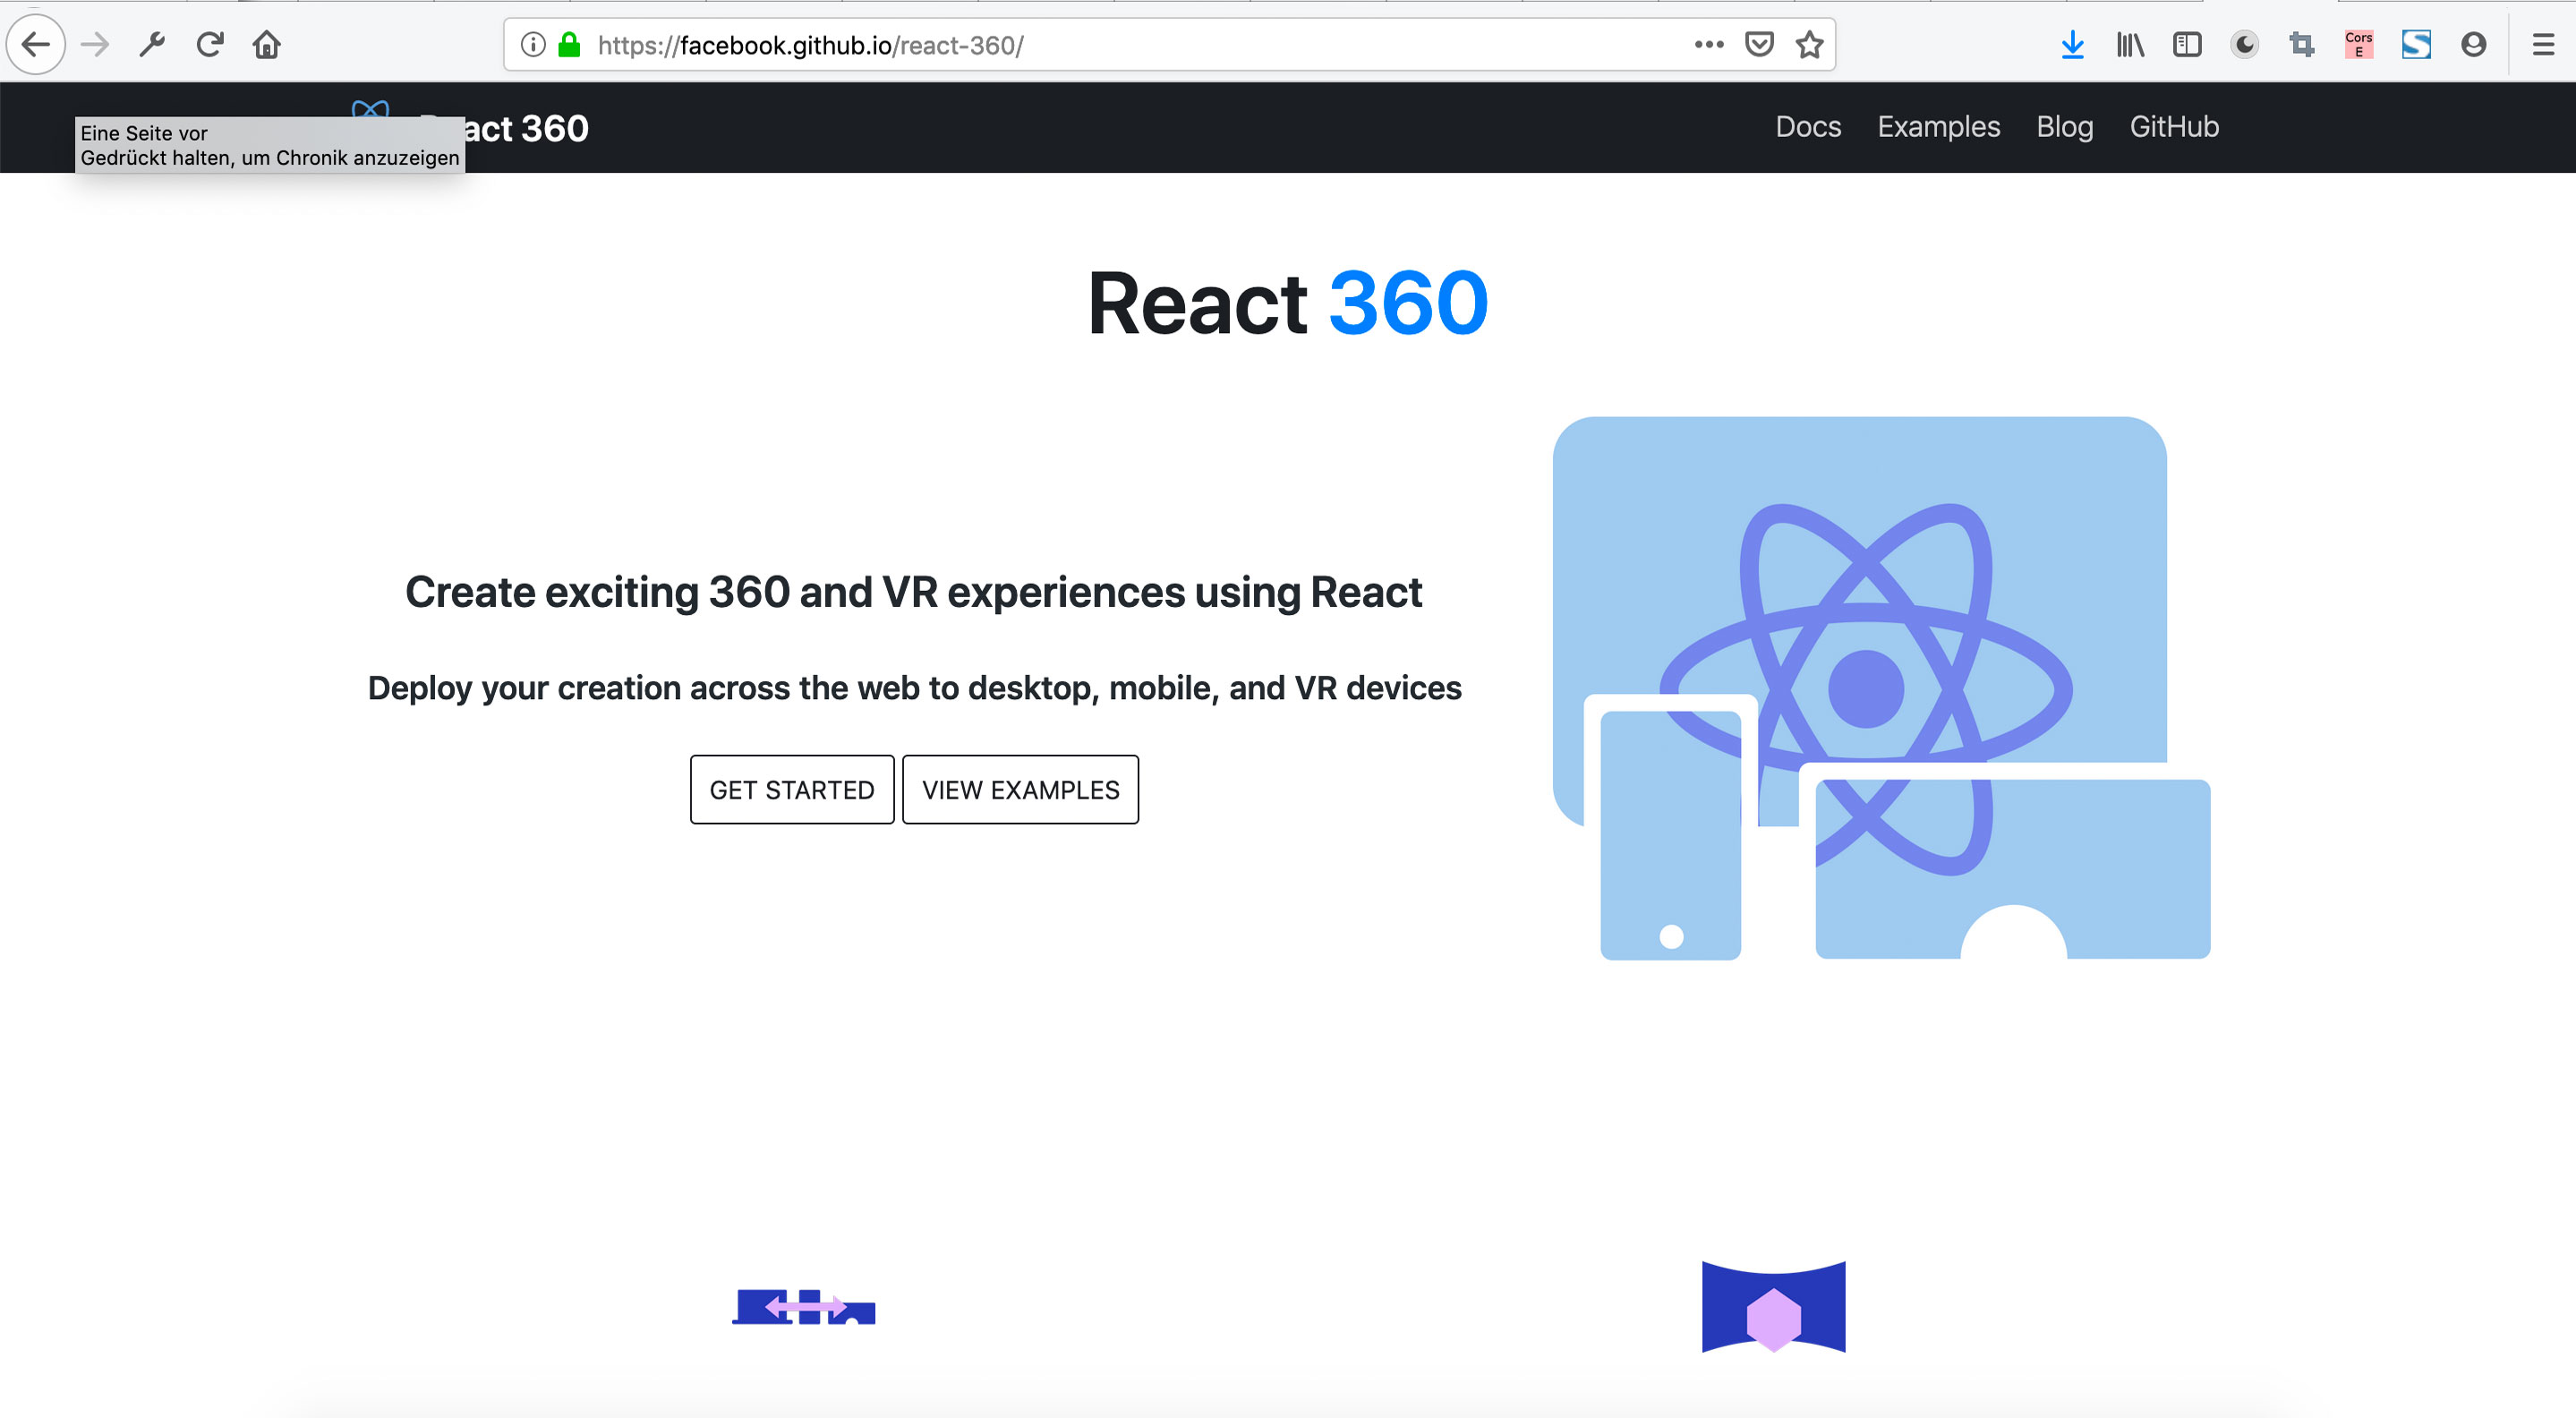 https://facebook.github.io/react-360/
Cors
E
S
act 360
Docs Examples Blog GitHub
Eine Seite vor
Gedrückt halten, um Chronik anzuzeigen
React 360
Create exciting 360 and VR experiences using React
Deploy your creation across the web to desktop, mobile, and VR devices
GET STARTED VIEW EXAMPLES